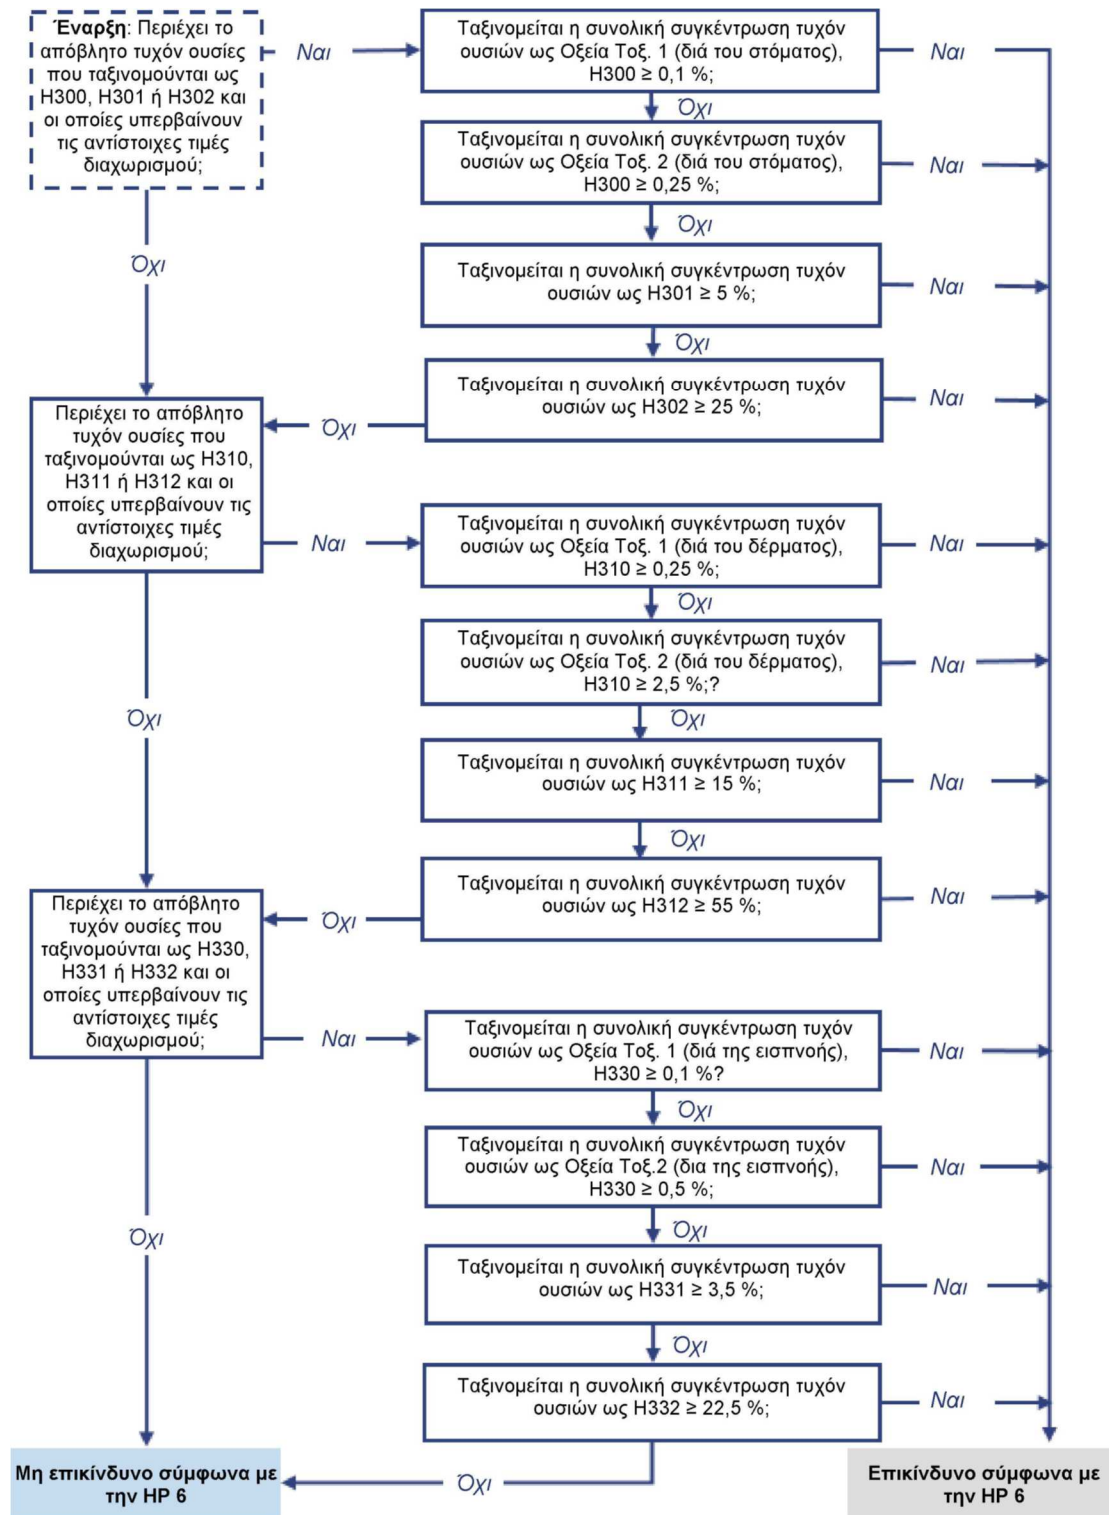 Έναρξη: Περιέχει το
απόβλητο τυχόν ουσίες
που ταξινομούνται ως
H300, H301 ή H302 και
οι οποίες υπερβαίνουν
τις αντίστοιχες τιμές
διαχωρισμού;
Ναι
Ταξινομείται η συνολική συγκέντρωση τυχόν
ουσιών ως Οξεία Τοξ. 1 (διά του στόματος),
H300 ≥ 0,1 %;
Ναι
Όχι
Ταξινομείται η συνολική συγκέντρωση τυχόν
ουσιών ως Οξεία Τοξ. 2 (διά του στόματος),
H300 ≥ 0,25 %;
Ναι
Όχι
Όχι
Ταξινομείται η συνολική συγκέντρωση τυχόν
ουσιών ως H301 ≥ 5 %;
Ναι
Όχι
Ταξινομείται η συνολική συγκέντρωση τυχόν
ουσιών ως H302 ≥ 25 %;
Ναι
Όχι
Περιέχει το απόβλητο
τυχόν ουσίες που
ταξινομούνται ως H310,
H311 ή H312 και οι
οποίες υπερβαίνουν τις
αντίστοιχες τιμές
διαχωρισμού;
Ναι
Ταξινομείται η συνολική συγκέντρωση τυχόν
ουσιών ως Οξεία Τοξ. 1 (διά του δέρματος),
H310 ≥ 0,25 %;
Ναι
Όχι
Ταξινομείται η συνολική συγκέντρωση τυχόν
ουσιών ως Οξεία Τοξ. 2 (διά του δέρματος),
H310 ≥ 2,5 %;?
Ναι
Όχι
Όχι
Ταξινομείται η συνολική συγκέντρωση τυχόν
ουσιών ως H311 ≥ 15 %;
Ναι
Όχι
Ταξινομείται η συνολική συγκέντρωση τυχόν
ουσιών ως H312 ≥ 55 %;
Ναι
Όχι
Περιέχει το απόβλητο
τυχόν ουσίες που
ταξινομούνται ως H330,
H331 ή H332 και οι
οποίες υπερβαίνουν τις
αντίστοιχες τιμές
διαχωρισμού;
Ναι
Ταξινομείται η συνολική συγκέντρωση τυχόν
ουσιών ως Οξεία Τοξ. 1 (διά της εισπνοής),
H330 ≥ 0,1 %?
Ναι
Όχι
Ταξινομείται η συνολική συγκέντρωση τυχόν
ουσιών ως Οξεία Τοξ.2 (δια της εισπνοής),
H330 ≥ 0,5 %;
Ναι
Όχι
Όχι
Ταξινομείται η συνολική συγκέντρωση τυχόν
ουσιών ως H331 ≥ 3,5 %;
Ναι
Όχι
Ταξινομείται η συνολική συγκέντρωση τυχόν
ουσιών ως H332 ≥ 22,5 %;
Ναι
Όχι
Μη επικίνδυνο σύμφωνα με
την HP 6
Επικίνδυνο σύμφωνα με
την HP 6